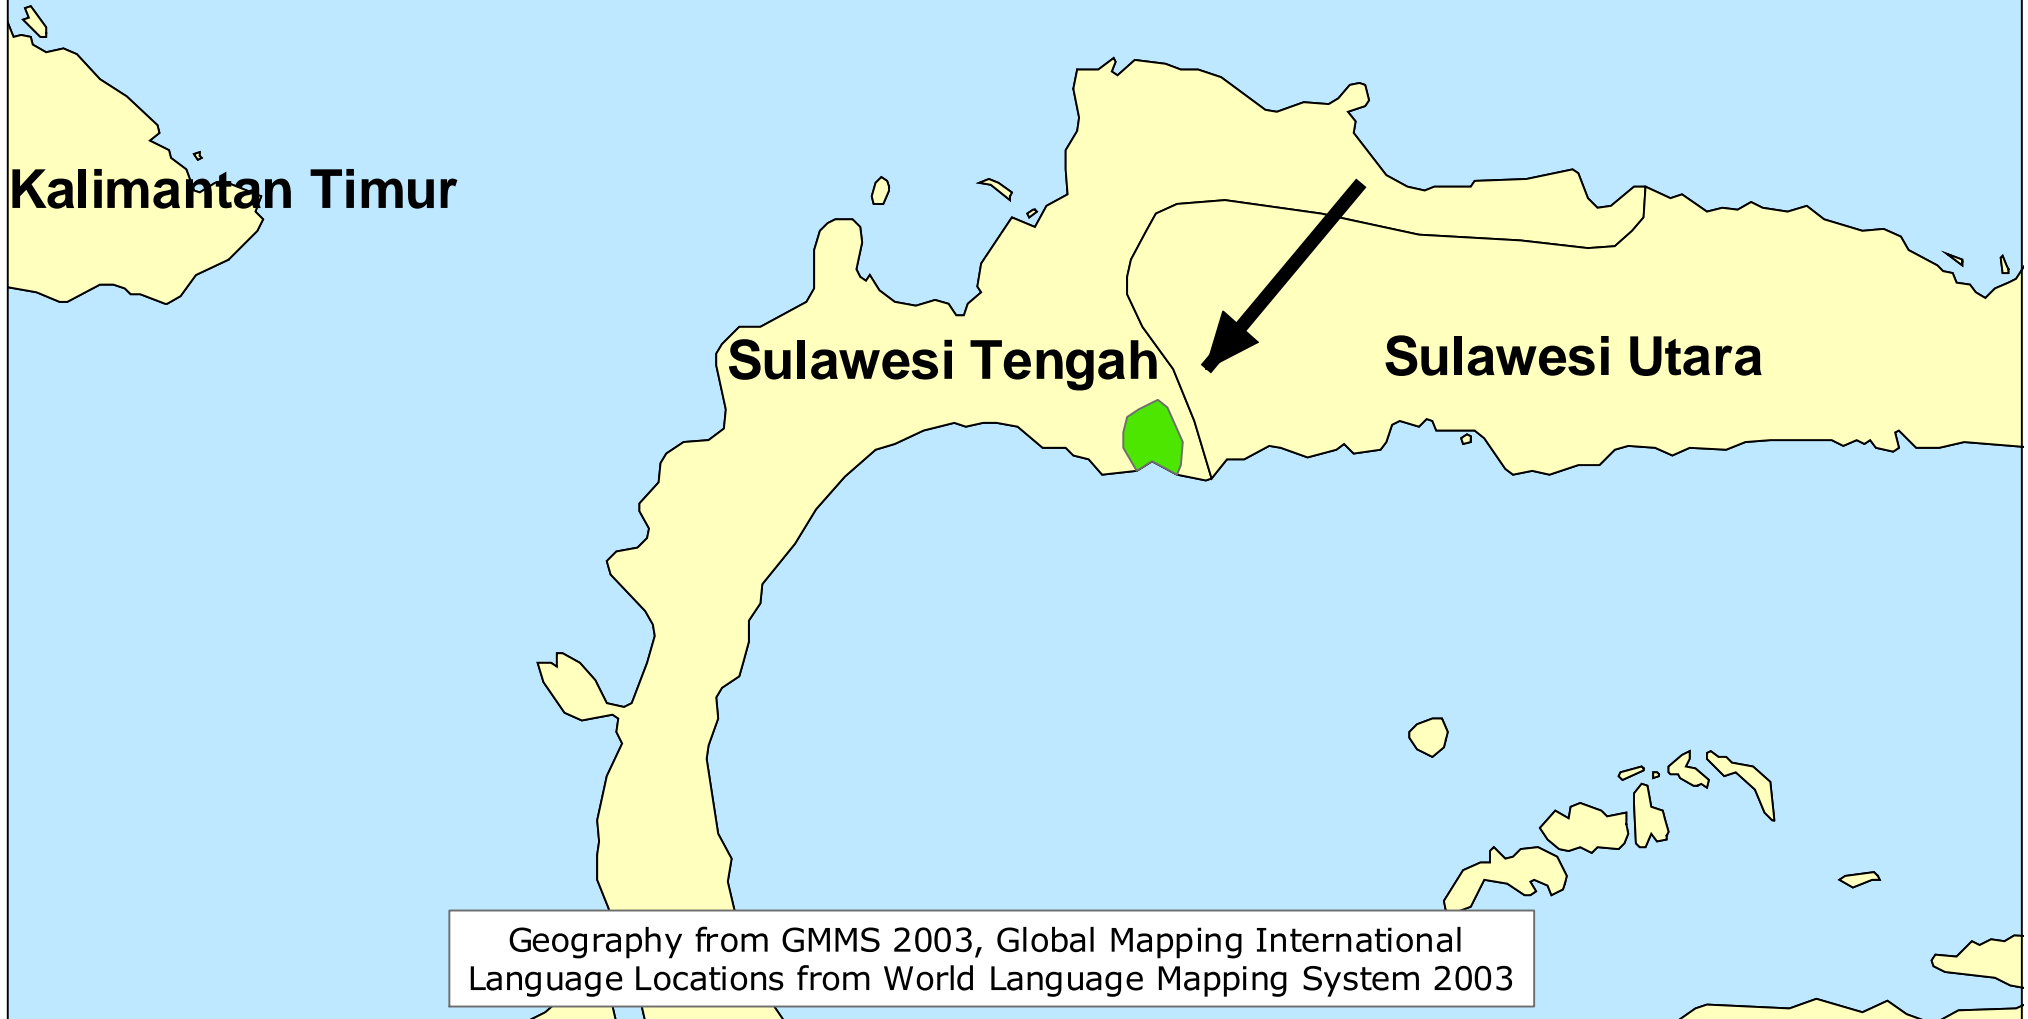 Kalimantan Timur
Sulawesi Tengah
Sulawesi Utara
Geography from GMMS 2003, Global Mapping International
Language Locations from World Language Mapping System 2003